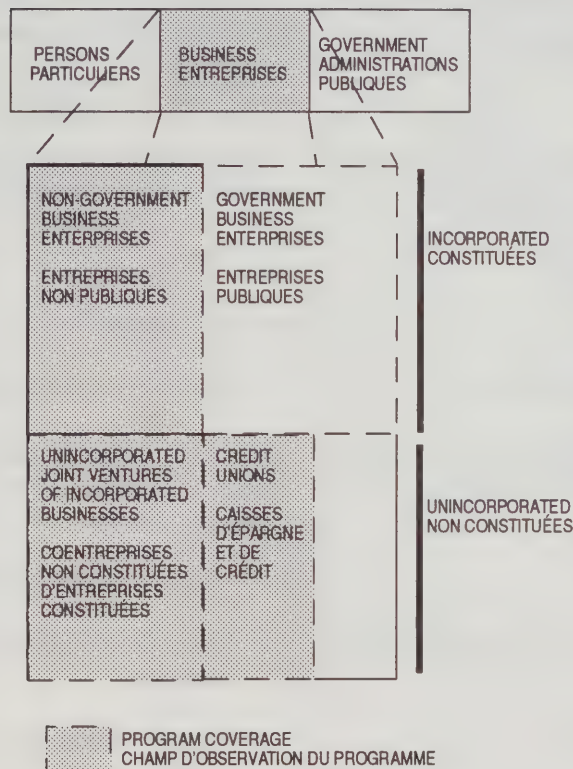 PERSONS
PARTICULIERS
BUSINESS
ENTREPRISES
GOVERNMENT
ADMINISTRATIONS
PUBLIQUES
NON-GOVERNMENT
BUSINESS
ENTERPRISES
ENTREPRISES
NON PUBLIQUES
GOVERNMENT
BUSINESS
ENTERPRISES
ENTREPRISES
PUBLIQUES
INCORPORATED
CONSTITUÉES
UNINCORPORATED
JOINT VENTURES
OF INCORPORATED
BUSINESSES
COENTREPRISES
NON CONSTITUÉES
D'ENTREPRISES
CONSTITUÉES
CREDIT
UNIONS
CAISSES
D'ÉPARGNE
ET DE
CRÉDIT
UNINCORPORATED
NON CONSTITUÉES
PROGRAM COVERAGE
CHAMP D'OBSERVATION DU PROGRAMME